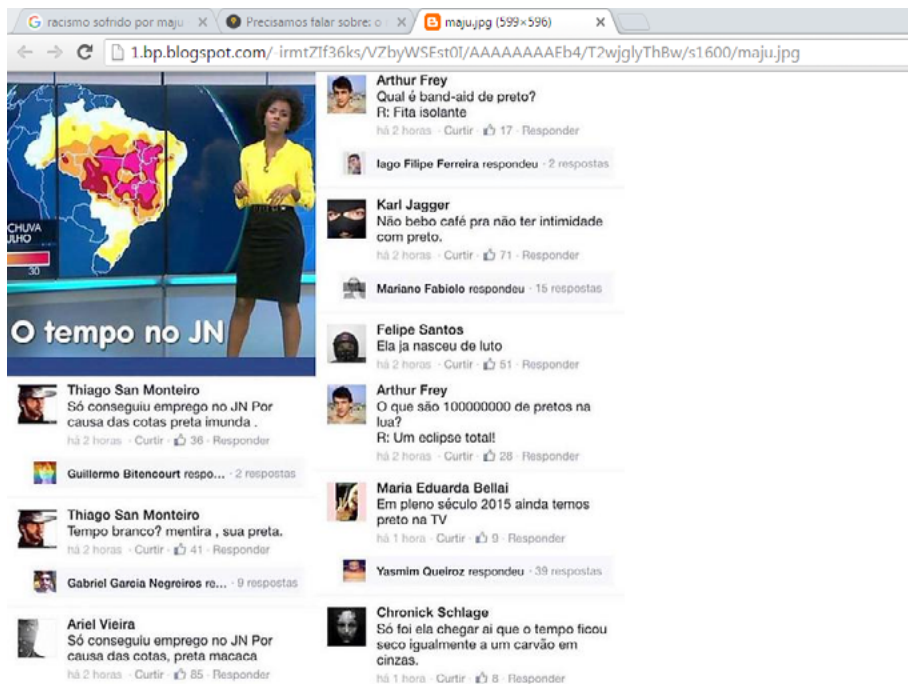 racismo sofrido por maju
Precisamos falar sobre: o
maju.jpg (599×596)
1.bp.blogspot.com/-irmtZIf36ks/VZbyWSEst0I/AAAAAAAAEb4/T2wjglyThBw/s1600/maju.jpg
CHUVA
ULHO
30
O tempo no JN
Thiago San Monteiro
Só conseguiu emprego no JN Por
causa das cotas preta imunda .
há 2 horas · Curtir · 36 · Responder
Guillermo Bitencourt respo... · 2 respostas
Thiago San Monteiro
Tempo branco? mentira , sua preta.
há 2 horas · Curtir · 41 · Responder
Gabriel Garcia Negreiros re... · 9 respostas
Ariel Vieira
Só conseguiu emprego no JN Por
causa das cotas, preta macaca
há 2 horas · Curtir · 85 · Responder
Arthur Frey
Qual é band-aid de preto?
R: Fita isolante
há 2 horas · Curtir · 17 · Responder
Iago Filipe Ferreira respondeu · 2 respostas
Karl Jagger
Não bebo café pra não ter intimidade
com preto.
há 2 horas · Curtir · 71 · Responder
Mariano Fabiolo respondeu · 15 respostas
Felipe Santos
Ela ja nasceu de luto
há 2 horas · Curtir · 51 · Responder
Arthur Frey
O que são 100000000 de pretos na
lua?
R: Um eclipse total!
há 2 horas · Curtir · 28 · Responder
Maria Eduarda Bellai
Em pleno século 2015 ainda temos
preto na TV
há 1 hora · Curtir · 9 · Responder
Yasmim Queiroz respondeu · 39 respostas
Chronick Schlage
Só foi ela chegar ai que o tempo ficou
seco igualmente a um carvão em
cinzas.
há 1 hora · Curtir · 8 · Responder